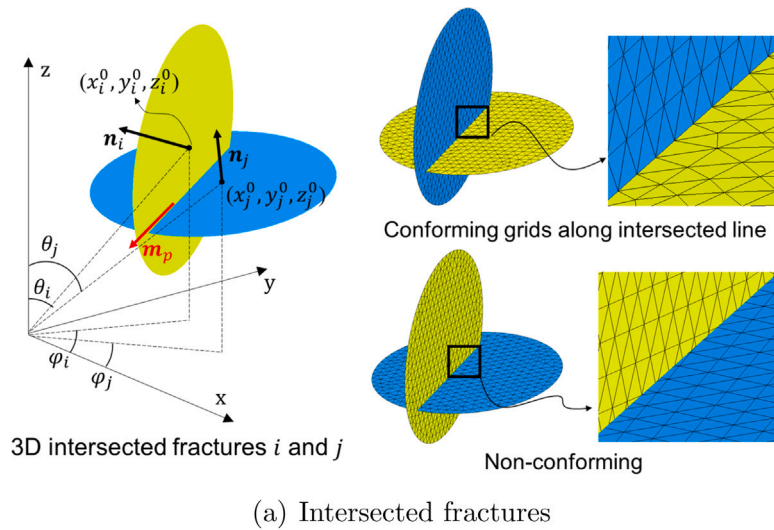 z
(x_i^0, y_i^0, z_i^0)
n_i
n_j
(x_j^0, y_j^0, z_j^0)
m_p
θ_j
θ_i
y
φ_i
φ_j
x
3D intersected fractures i and j
Conforming grids along intersected line
Non-conforming
(a) Intersected fractures